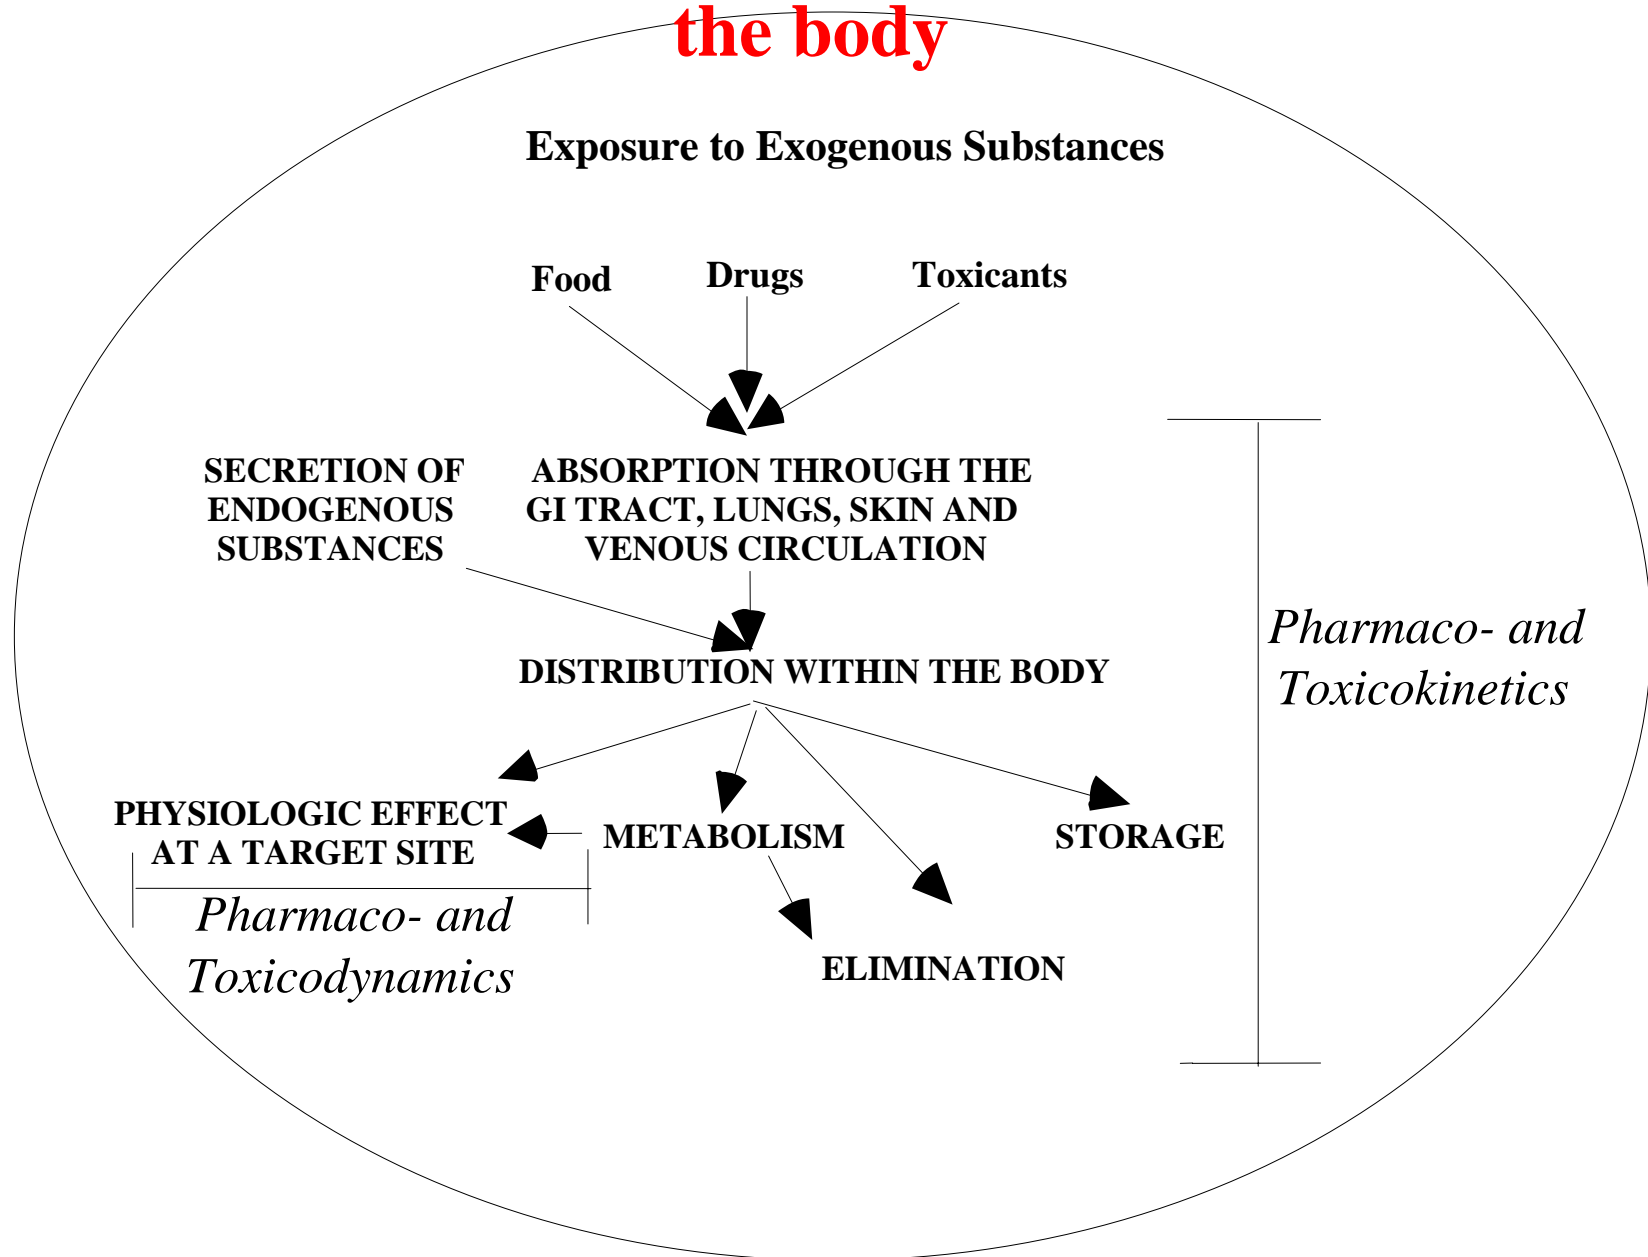 the body
Exposure to Exogenous Substances
Food
Drugs
Toxicants
SECRETION OF
ENDOGENOUS
SUBSTANCES
ABSORPTION THROUGH THE
GI TRACT, LUNGS, SKIN AND
VENOUS CIRCULATION
Pharmaco- and
Toxicokinetics
DISTRIBUTION WITHIN THE BODY
PHYSIOLOGIC EFFECT
AT A TARGET SITE
METABOLISM
STORAGE
Pharmaco- and
Toxicodynamics
ELIMINATION